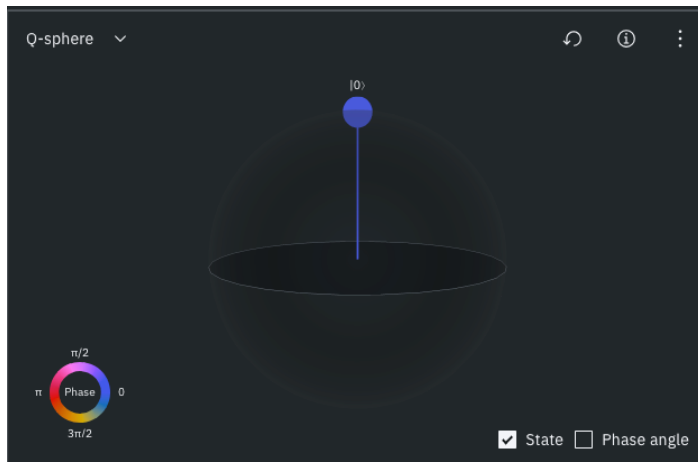 Q-sphere
|0⟩
π/2
π Phase 0
3π/2
State Phase angle